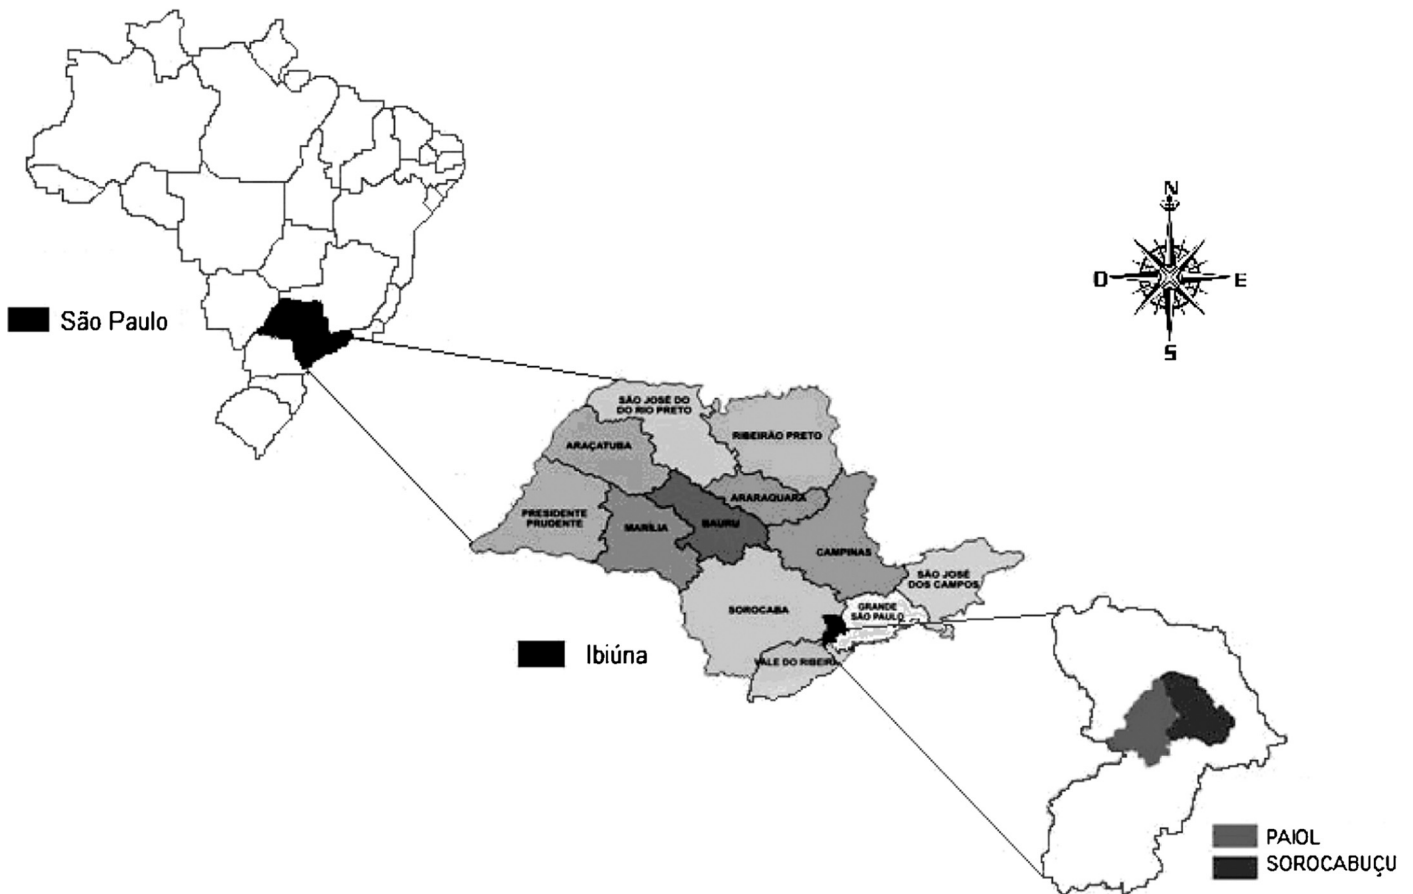 N
O
E
S
São Paulo
SÃO JOSÉ DO
DO RIO PRETO
RIBEIRÃO PRETO
ARAÇATUBA
ARARAQUARA
PRESIDENTE
PRUDENTE
MARÍLIA
BAURU
CAMPINAS
SÃO JOSÉ
DOS CAMPOS
SOROCABA
GRANDE
SÃO PAULO
Ibiúna
VALE DO RIBEIRA
PAIOL
SOROCABUÇU